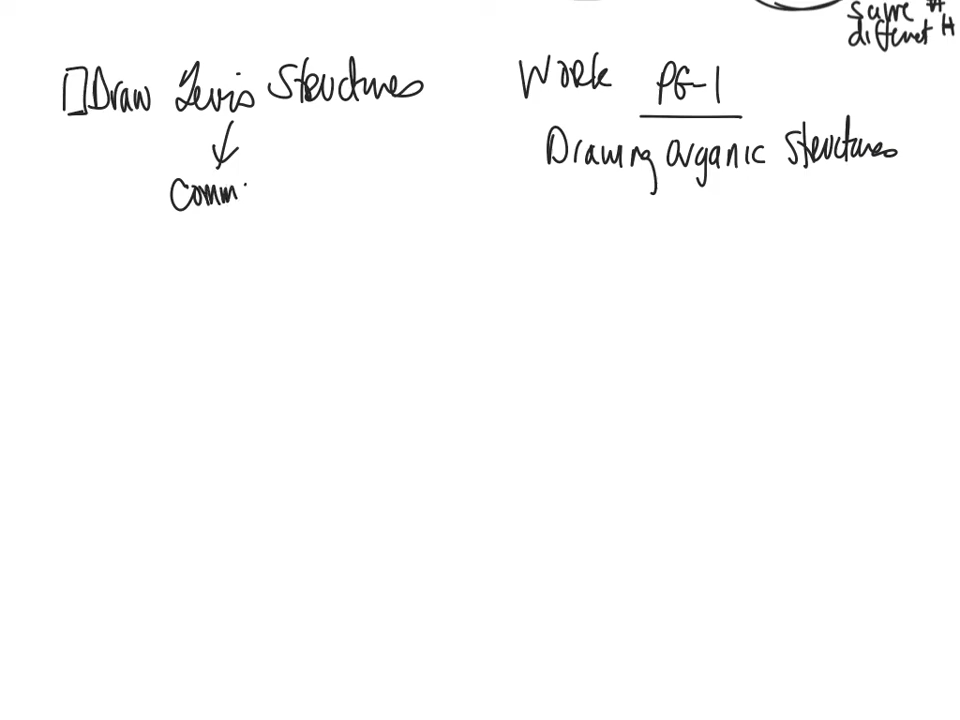 same #
different H
Draw Lewis Structures
Comm
Work PG-1
Drawing organic Structures